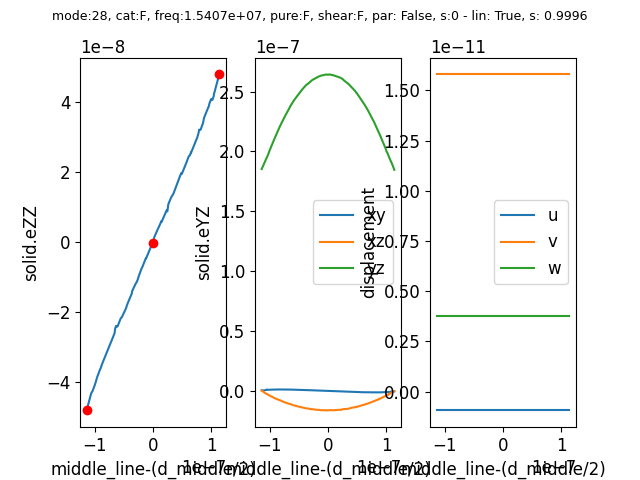 mode:28, cat:F, freq:1.5407e+07, pure:F, shear:F, par: False, s:0 - lin: True, s: 0.9996
1e−8
1e−7
1e−11
4
2
0
−2
−4
solid.eZZ
−1
0
1
1e−7
middle_line-(d_middle/2)
2.5
2.0
1.5
1.0
0.5
0.0
solid.eYZ
xy
xz
yz
−1
0
1
1e−7
middle_line-(d_middle/2)
1.50
1.25
1.00
0.75
0.50
0.25
0.00
displacement
u
v
w
−1
0
1
1e−7
middle_line-(d_middle/2)